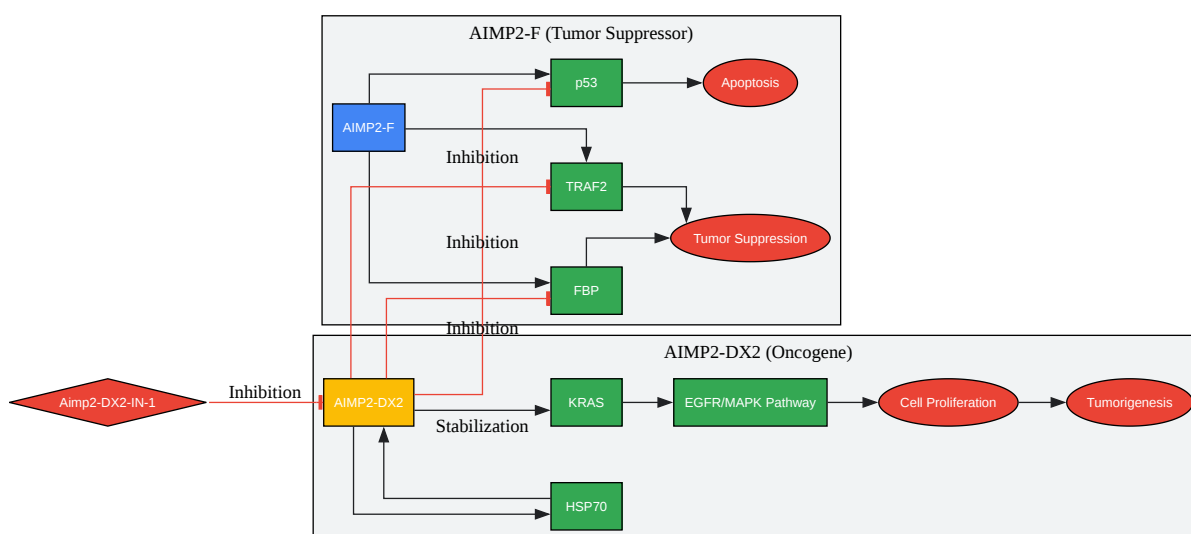 AIMP2-F (Tumor Suppressor)
p53
Apoptosis
AIMP2-F
Inhibition
TRAF2
Tumor Suppression
Inhibition
FBP
Inhibition
AIMP2-DX2 (Oncogene)
Aimp2-DX2-IN-1
Inhibition
AIMP2-DX2
KRAS
EGFR/MAPK Pathway
Cell Proliferation
Tumorigenesis
Stabilization
HSP70